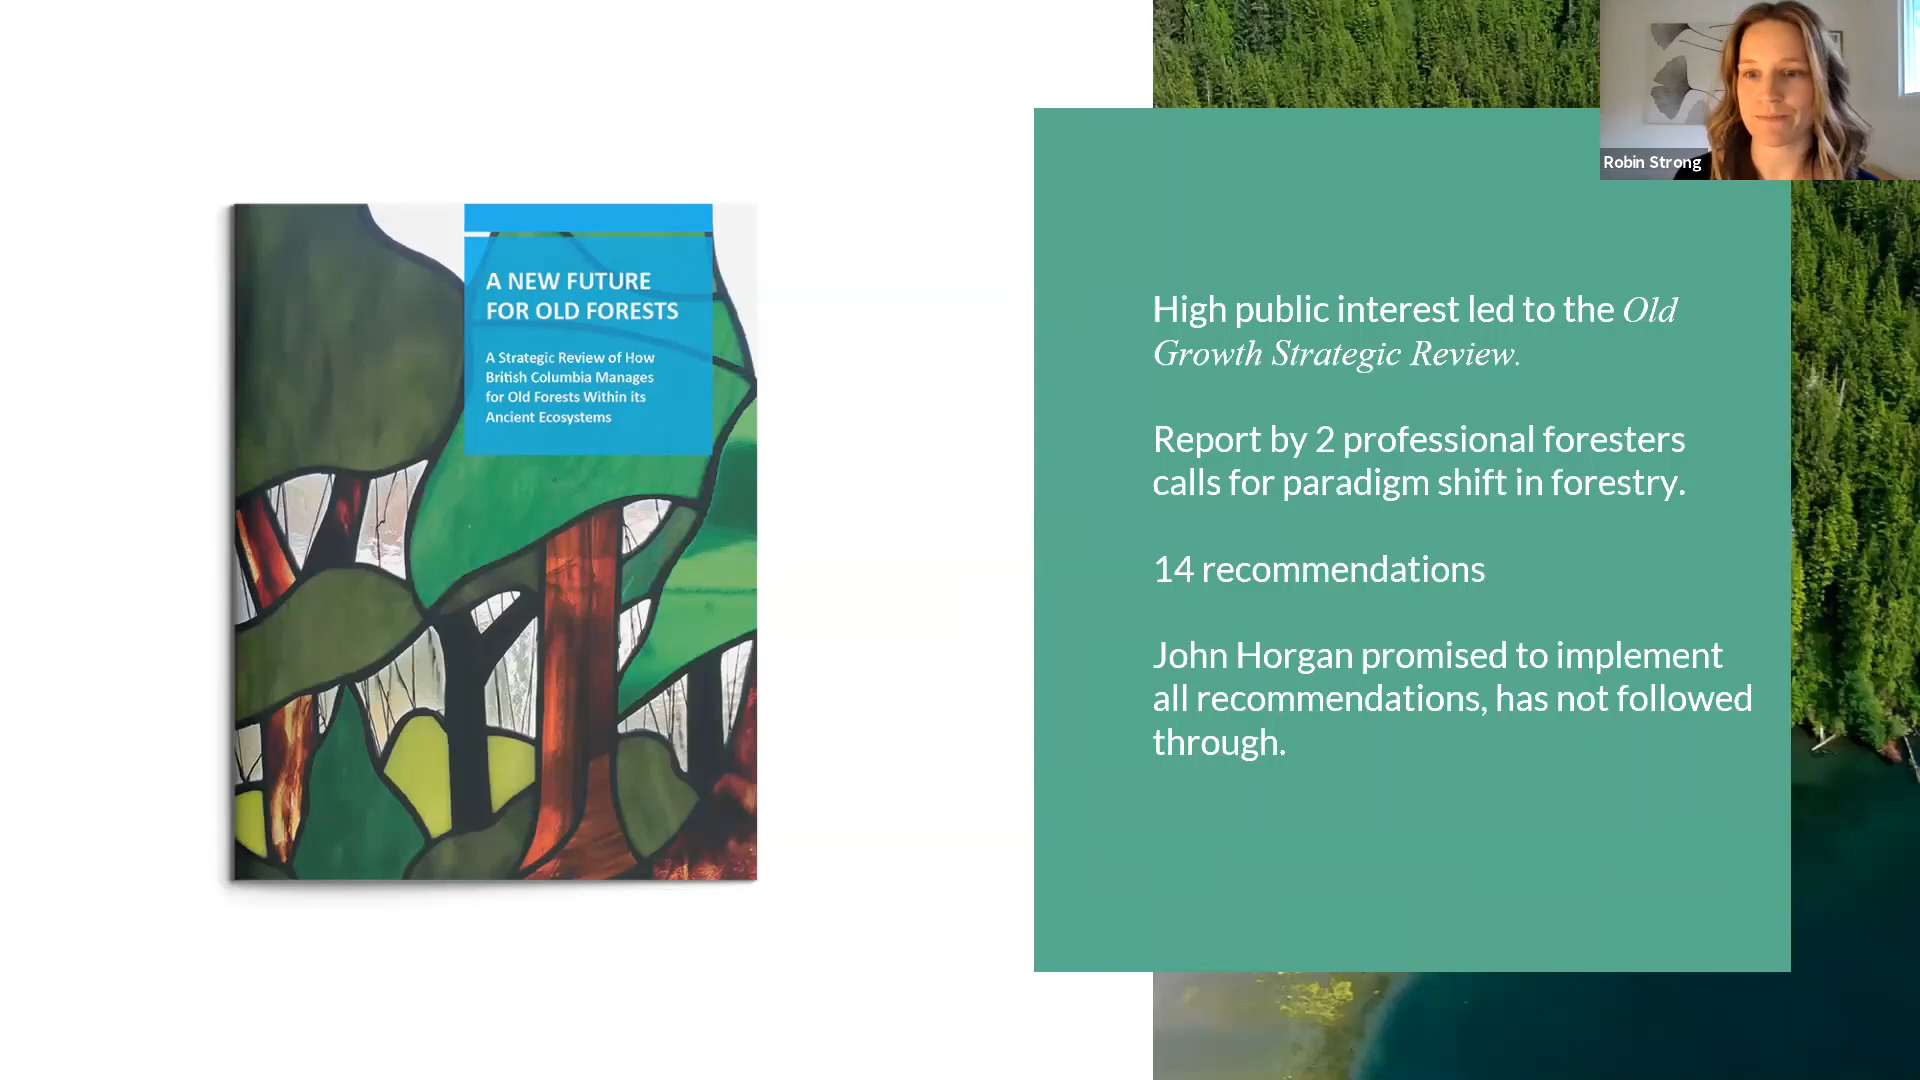 A NEW FUTURE
FOR OLD FORESTS
A Strategic Review of How
British Columbia Manages
for Old Forests Within its
Ancient Ecosystems
Robin Strong
High public interest led to the Old
Growth Strategic Review.
Report by 2 professional foresters
calls for paradigm shift in forestry.
14 recommendations
John Horgan promised to implement
all recommendations, has not followed
through.